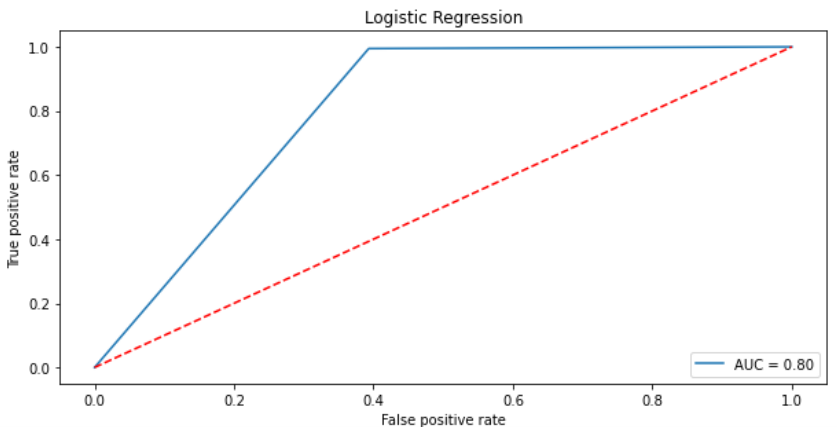 Logistic Regression
1.0
0.8
0.6
0.4
0.2
0.0
True positive rate
AUC = 0.80
0.0 0.2 0.4 0.6 0.8 1.0
False positive rate